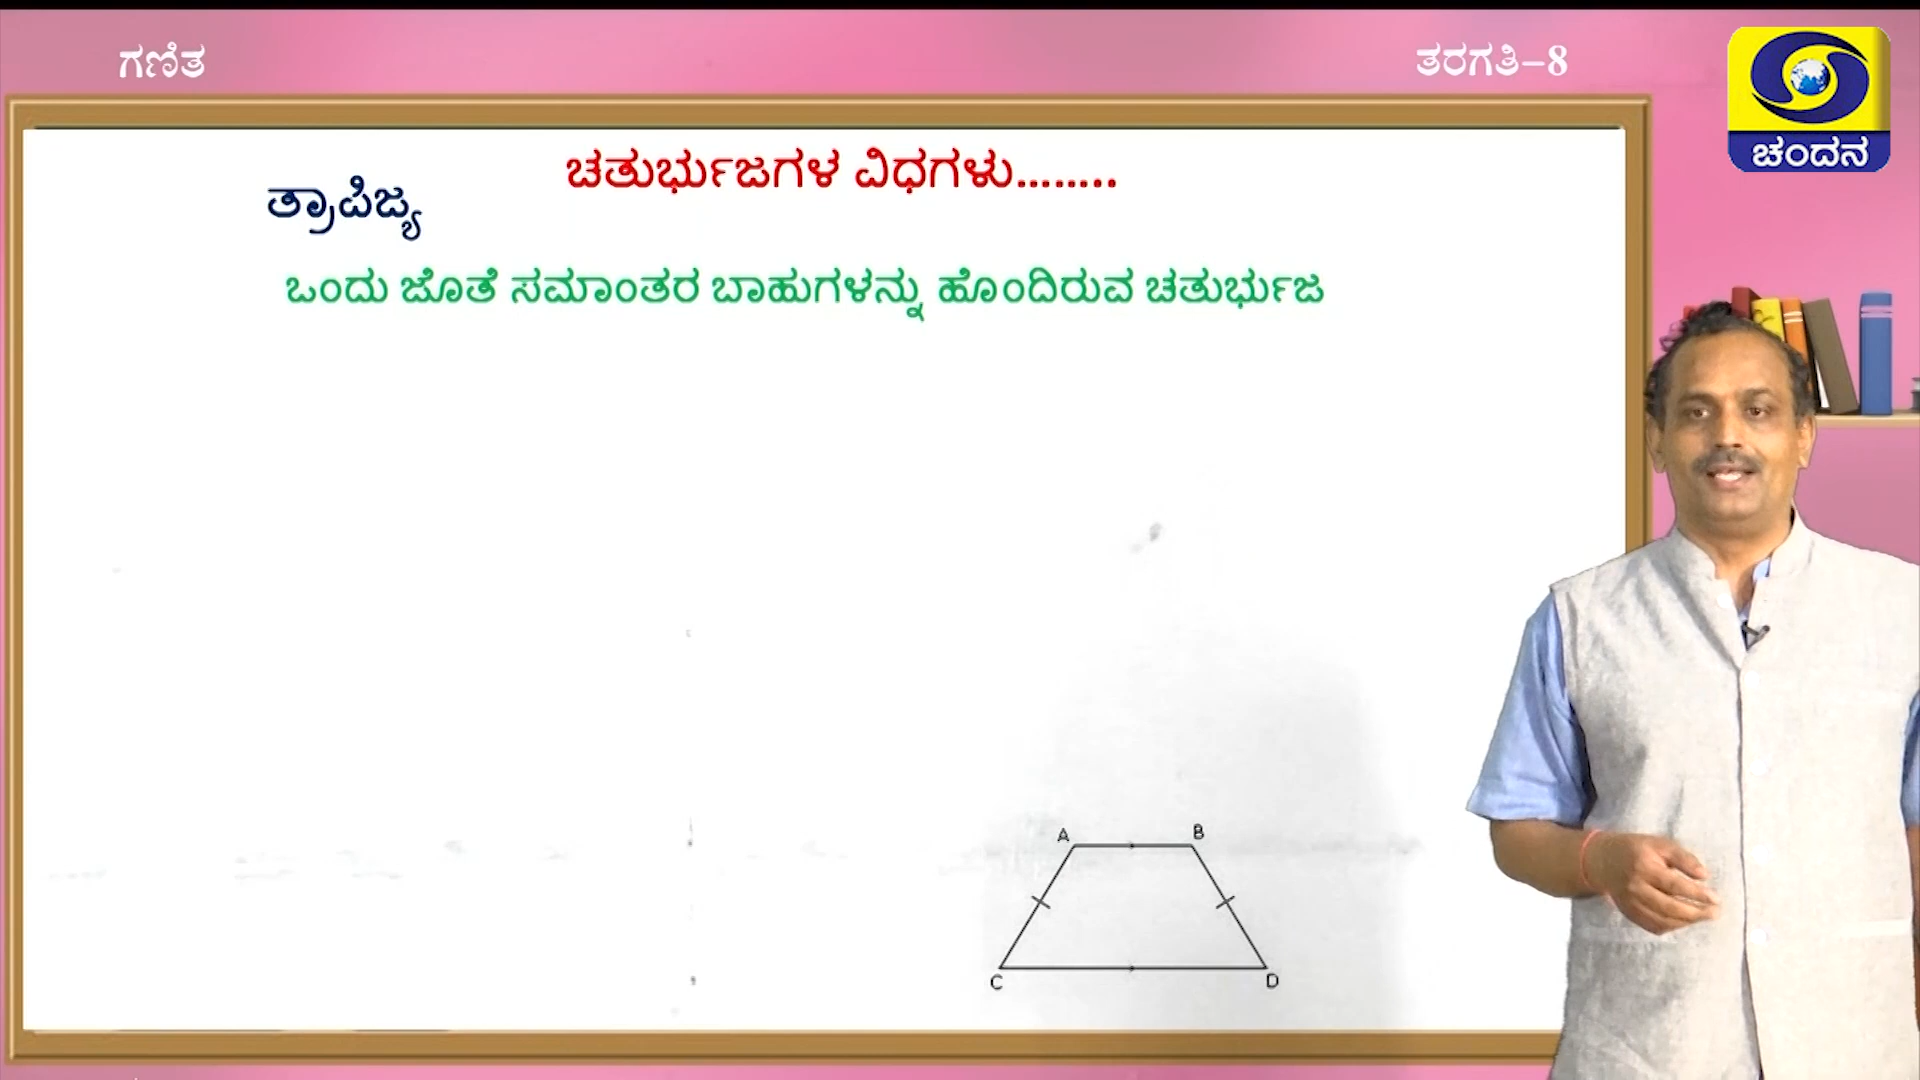 ಗಣಿತ
ತರಗತಿ-8
ಚಂದನ
ಚತುರ್ಭುಜಗಳ ವಿಧಗಳು........
ತ್ರಾಪಿಜ್ಯ
ಒಂದು ಜೊತೆ ಸಮಾಂತರ ಬಾಹುಗಳನ್ನು ಹೊಂದಿರುವ ಚತುರ್ಭುಜ
A B
C D